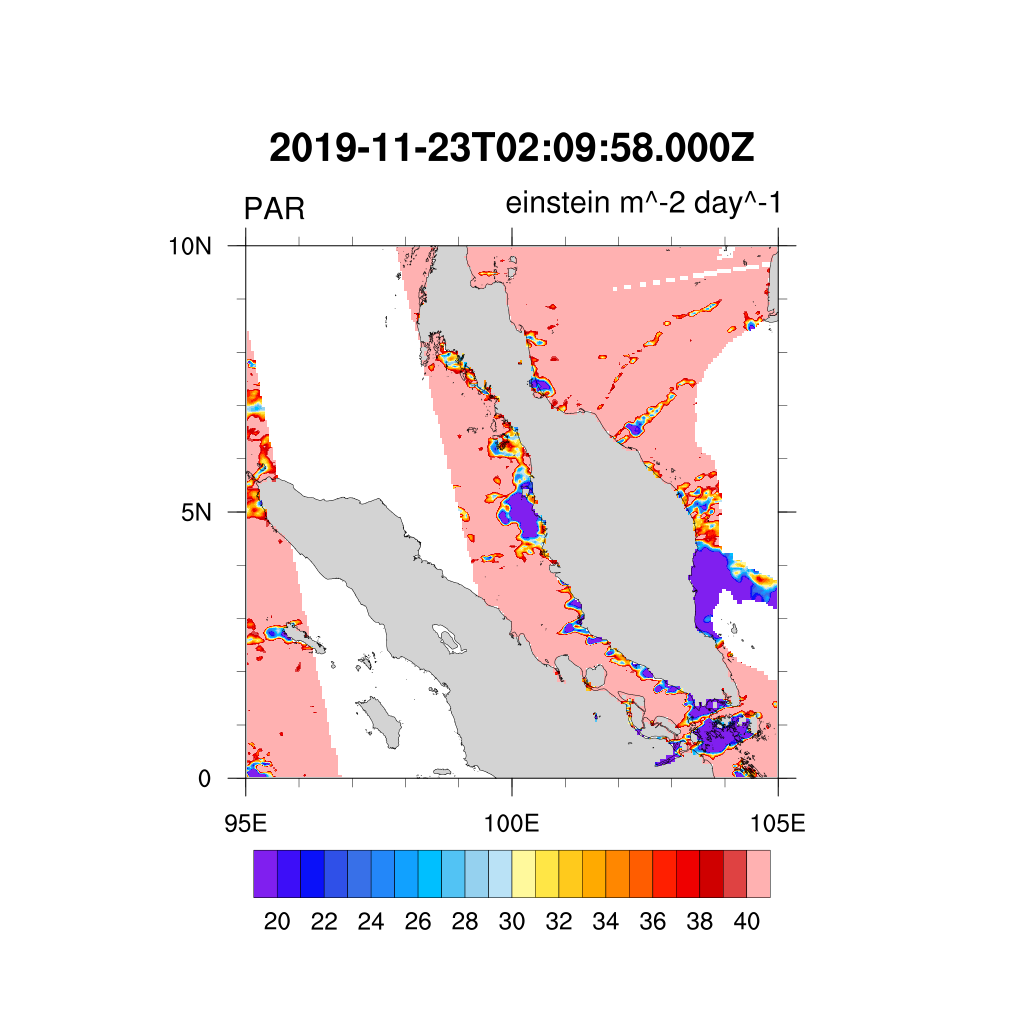 2019-11-23T02:09:58.000Z
PAR einstein m^-2 day^-1
10N
5N
0
95E 100E 105E
20 22 24 26 28 30 32 34 36 38 40